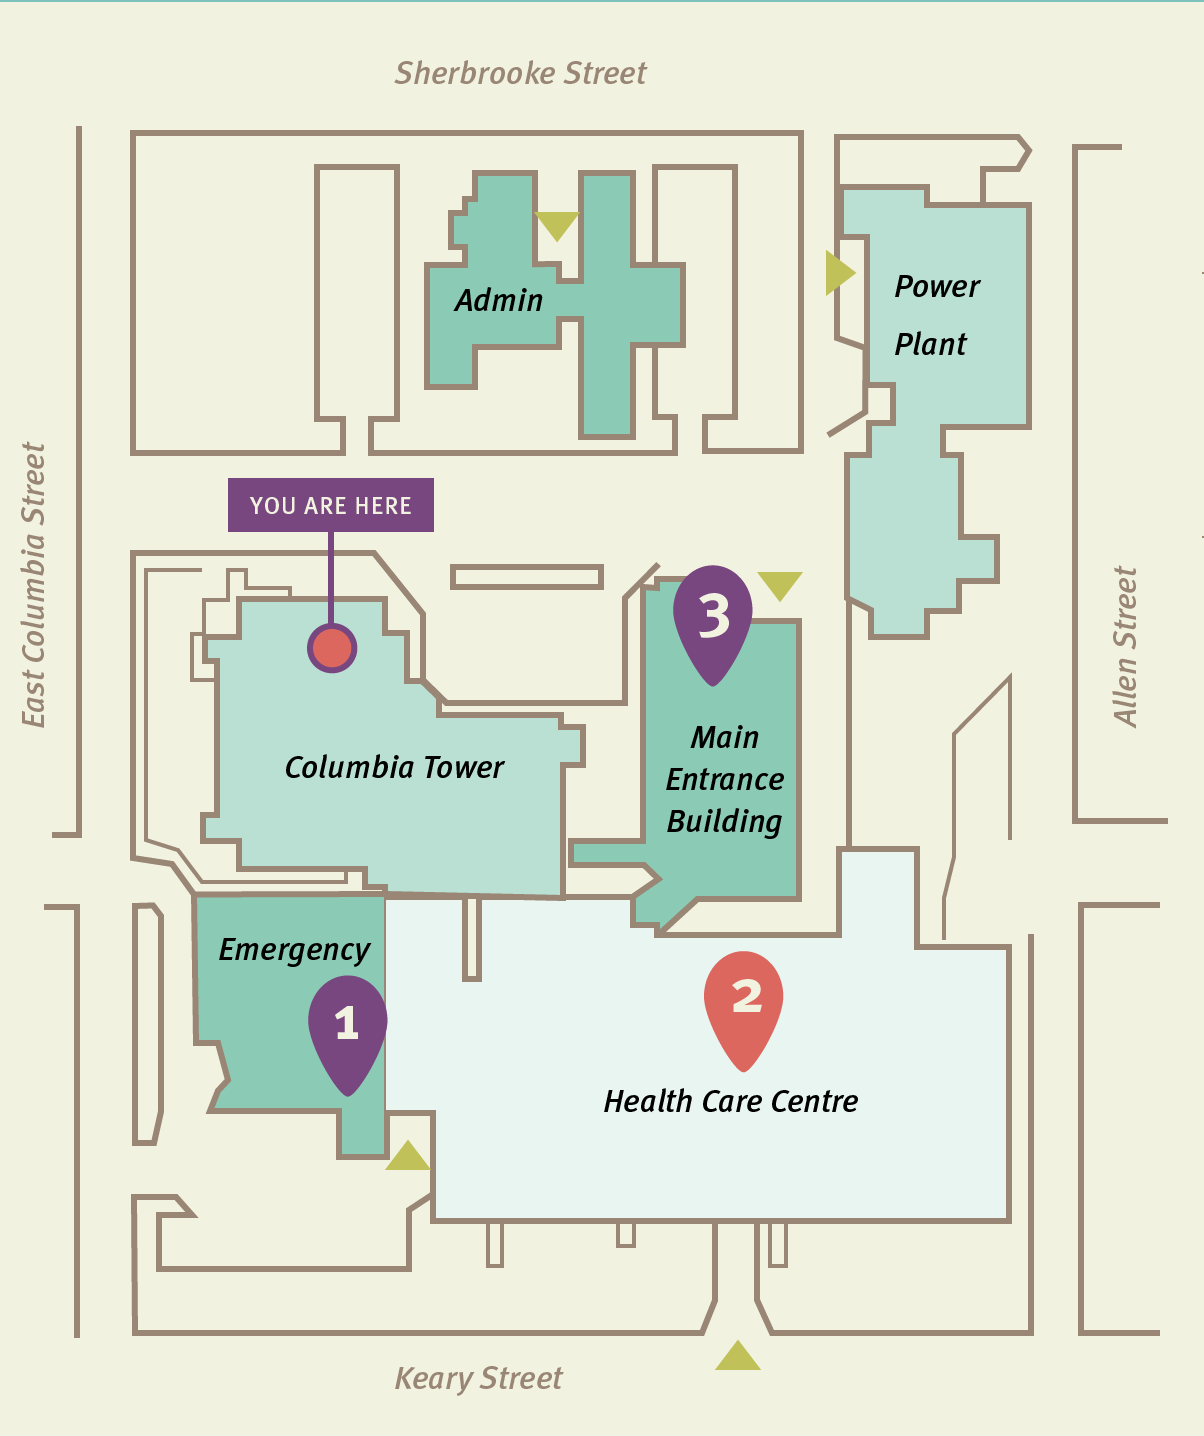 Sherbrooke Street
Admin
Power
Plant
East Columbia Street
YOU ARE HERE
Allen Street
3
Main
Entrance
Building
Columbia Tower
Emergency
1
2
Health Care Centre
Keary Street